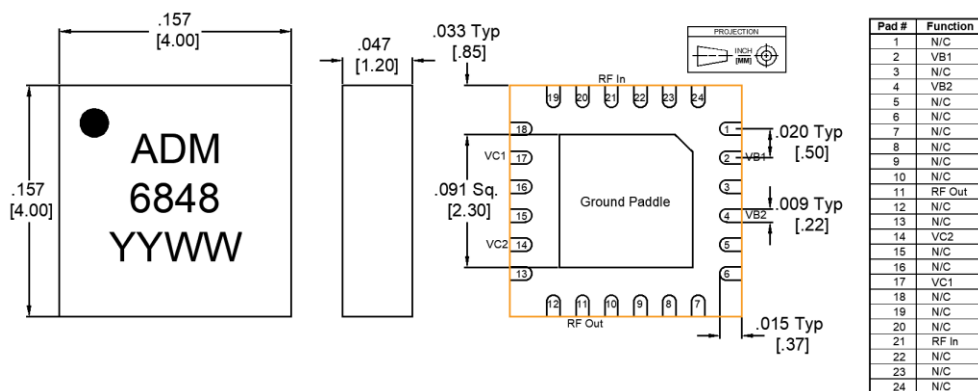 .157
[4.00]
.157
[4.00]
ADM
6848
YYWW
.047
[1.20]
.033 Typ
[.85]
PROJECTION
INCH
[MM]
RF In
19 20 21 22 23 24
18
VC1 17
16
15
VC2 14
13
.091 Sq.
[2.30]
Ground Paddle
1
2 VB1
3
4 VB2
5
6
.020 Typ
[.50]
.009 Typ
[.22]
12 11 10 9 8 7
RF Out
.015 Typ
[.37]
Pad # Function
1 N/C
2 VB1
3 N/C
4 VB2
5 N/C
6 N/C
7 N/C
8 N/C
9 N/C
10 N/C
11 RF Out
12 N/C
13 N/C
14 VC2
15 N/C
16 N/C
17 VC1
18 N/C
19 N/C
20 N/C
21 RF In
22 N/C
23 N/C
24 N/C